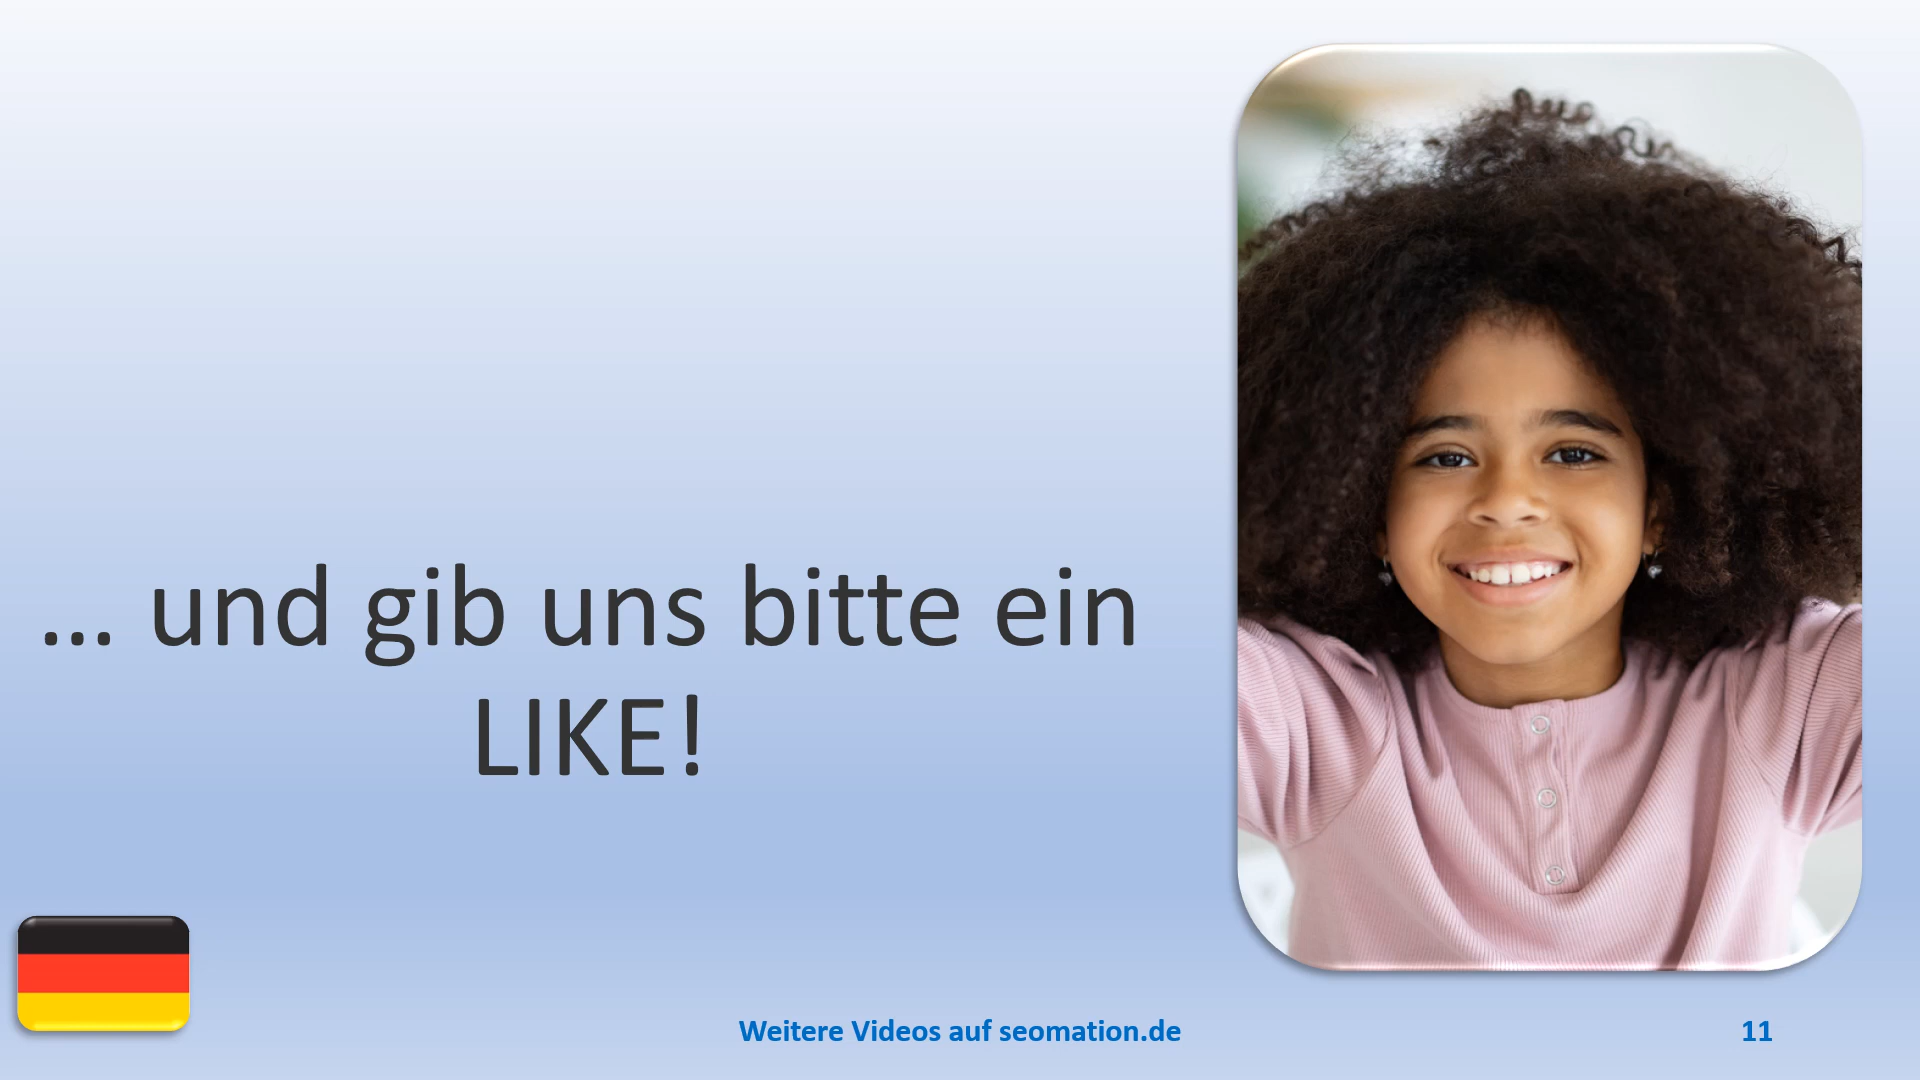 ... und gib uns bitte ein
LIKE!
Weitere Videos auf seomation.de
11